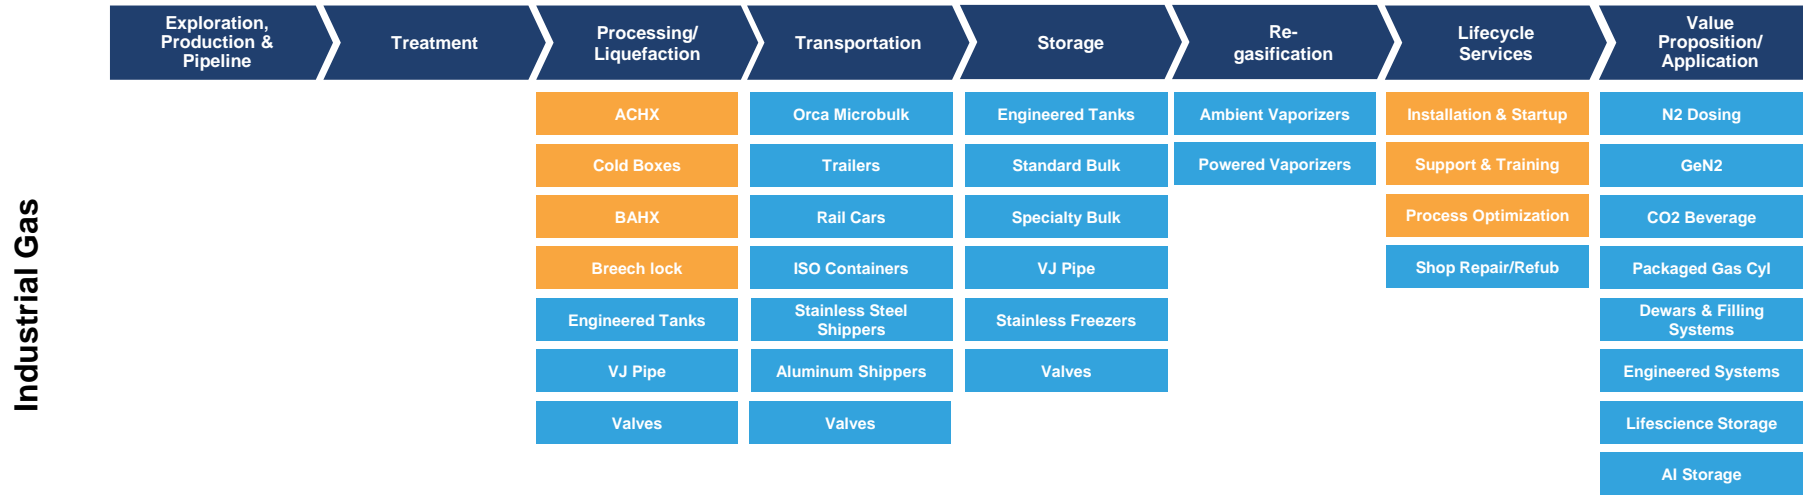 Exploration,
Production &
Pipeline
Treatment
Processing/
Liquefaction
Transportation
Storage
Re-
gasification
Lifecycle
Services
Value
Proposition/
Application
Industrial Gas
ACHX
Cold Boxes
BAHX
Breech lock
Engineered Tanks
VJ Pipe
Valves
Orca Microbulk
Trailers
Rail Cars
ISO Containers
Stainless Steel
Shippers
Aluminum Shippers
Valves
Engineered Tanks
Standard Bulk
Specialty Bulk
VJ Pipe
Stainless Freezers
Valves
Ambient Vaporizers
Powered Vaporizers
Installation & Startup
Support & Training
Process Optimization
Shop Repair/Refub
N2 Dosing
GeN2
CO2 Beverage
Packaged Gas Cyl
Dewars & Filling
Systems
Engineered Systems
Lifescience Storage
AI Storage